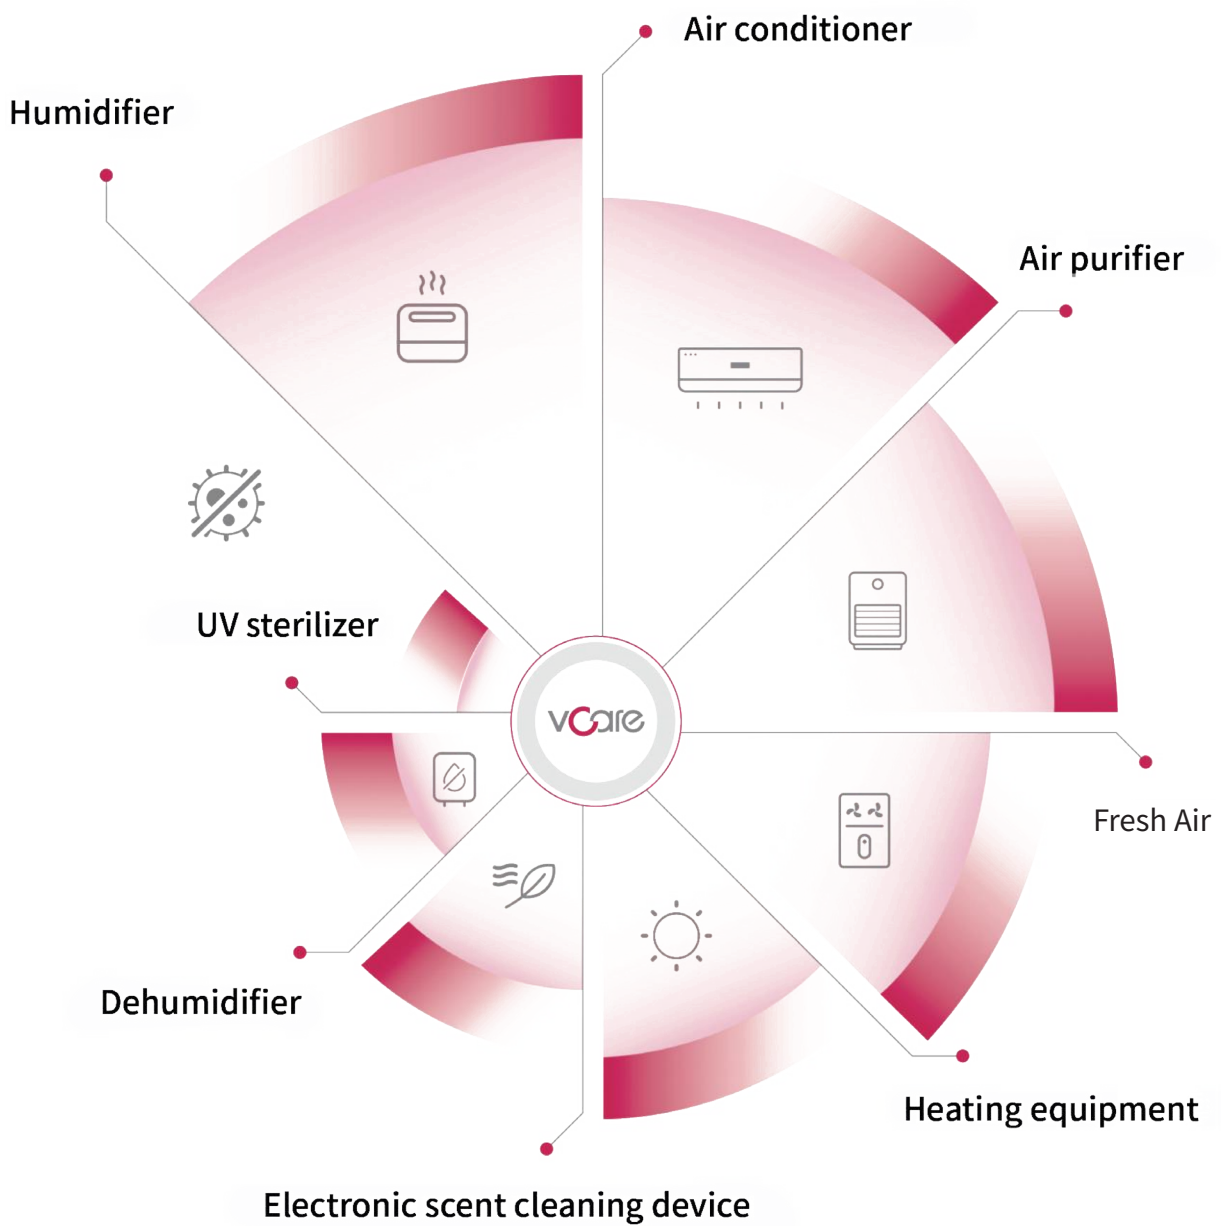 Air conditioner
Humidifier
Air purifier
UV sterilizer
vCare
Fresh Air
Dehumidifier
Heating equipment
Electronic scent cleaning device